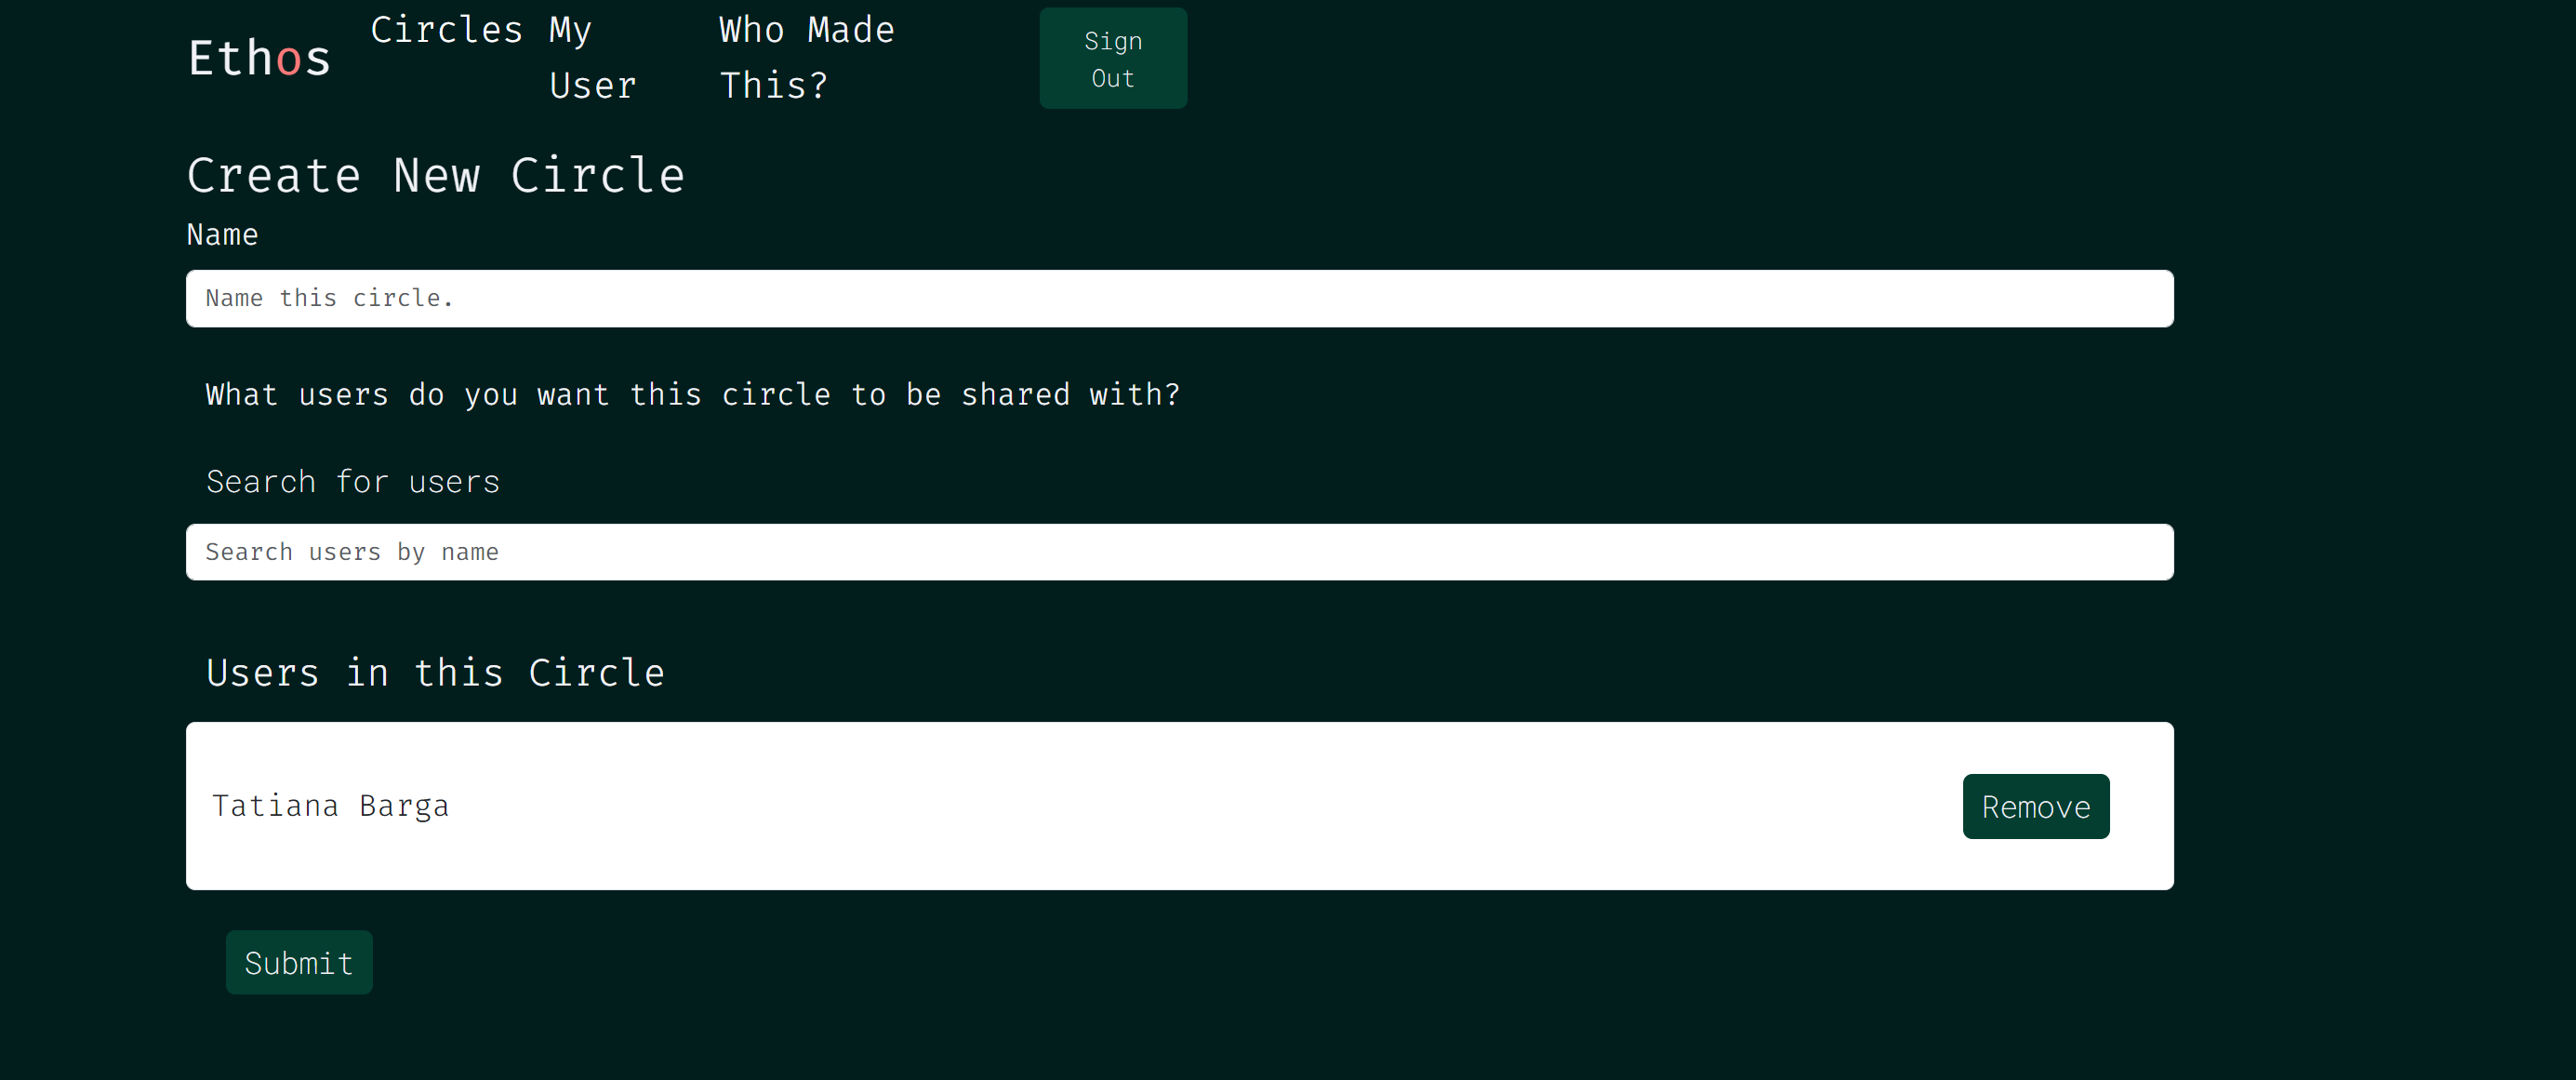 Ethos
Circles
My
User
Who Made
This?
Sign
Out
Create New Circle
Name
Name this circle.
What users do you want this circle to be shared with?
Search for users
Search users by name
Users in this Circle
Tatiana Barga
Remove
Submit